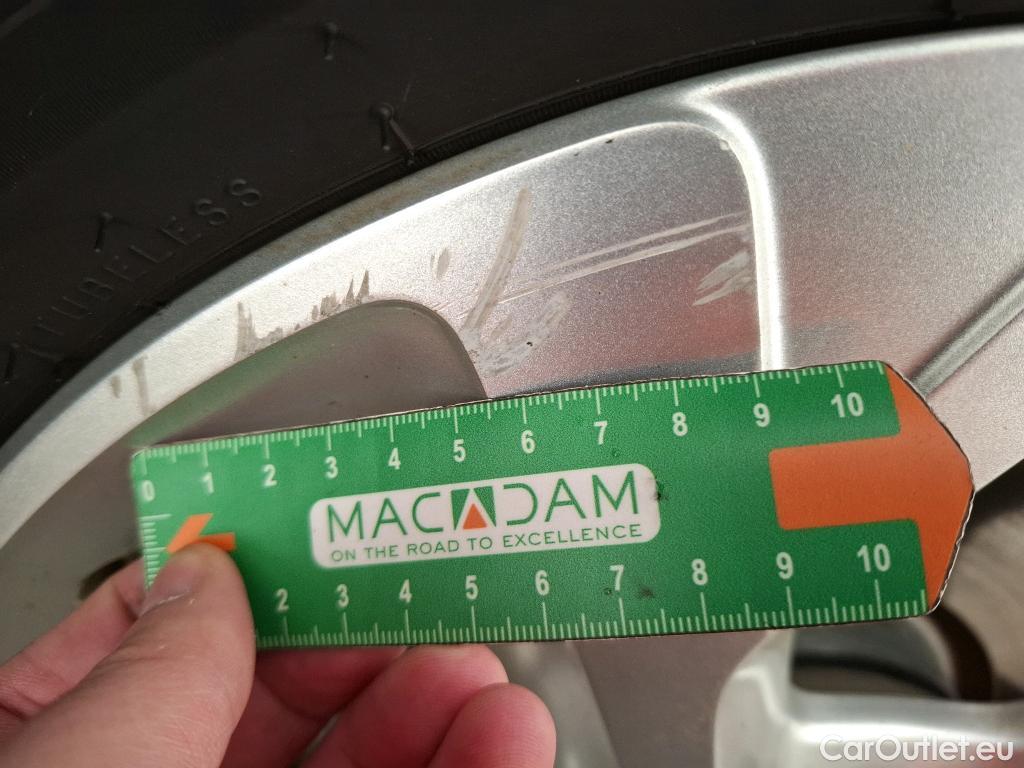 TUBELESS
0 1 2 3 4 5 6 7 8 9 10
MACADAM
ON THE ROAD TO EXCELLENCE
2 3 4 5 6 7 8 9 10
CarOutlet.eu